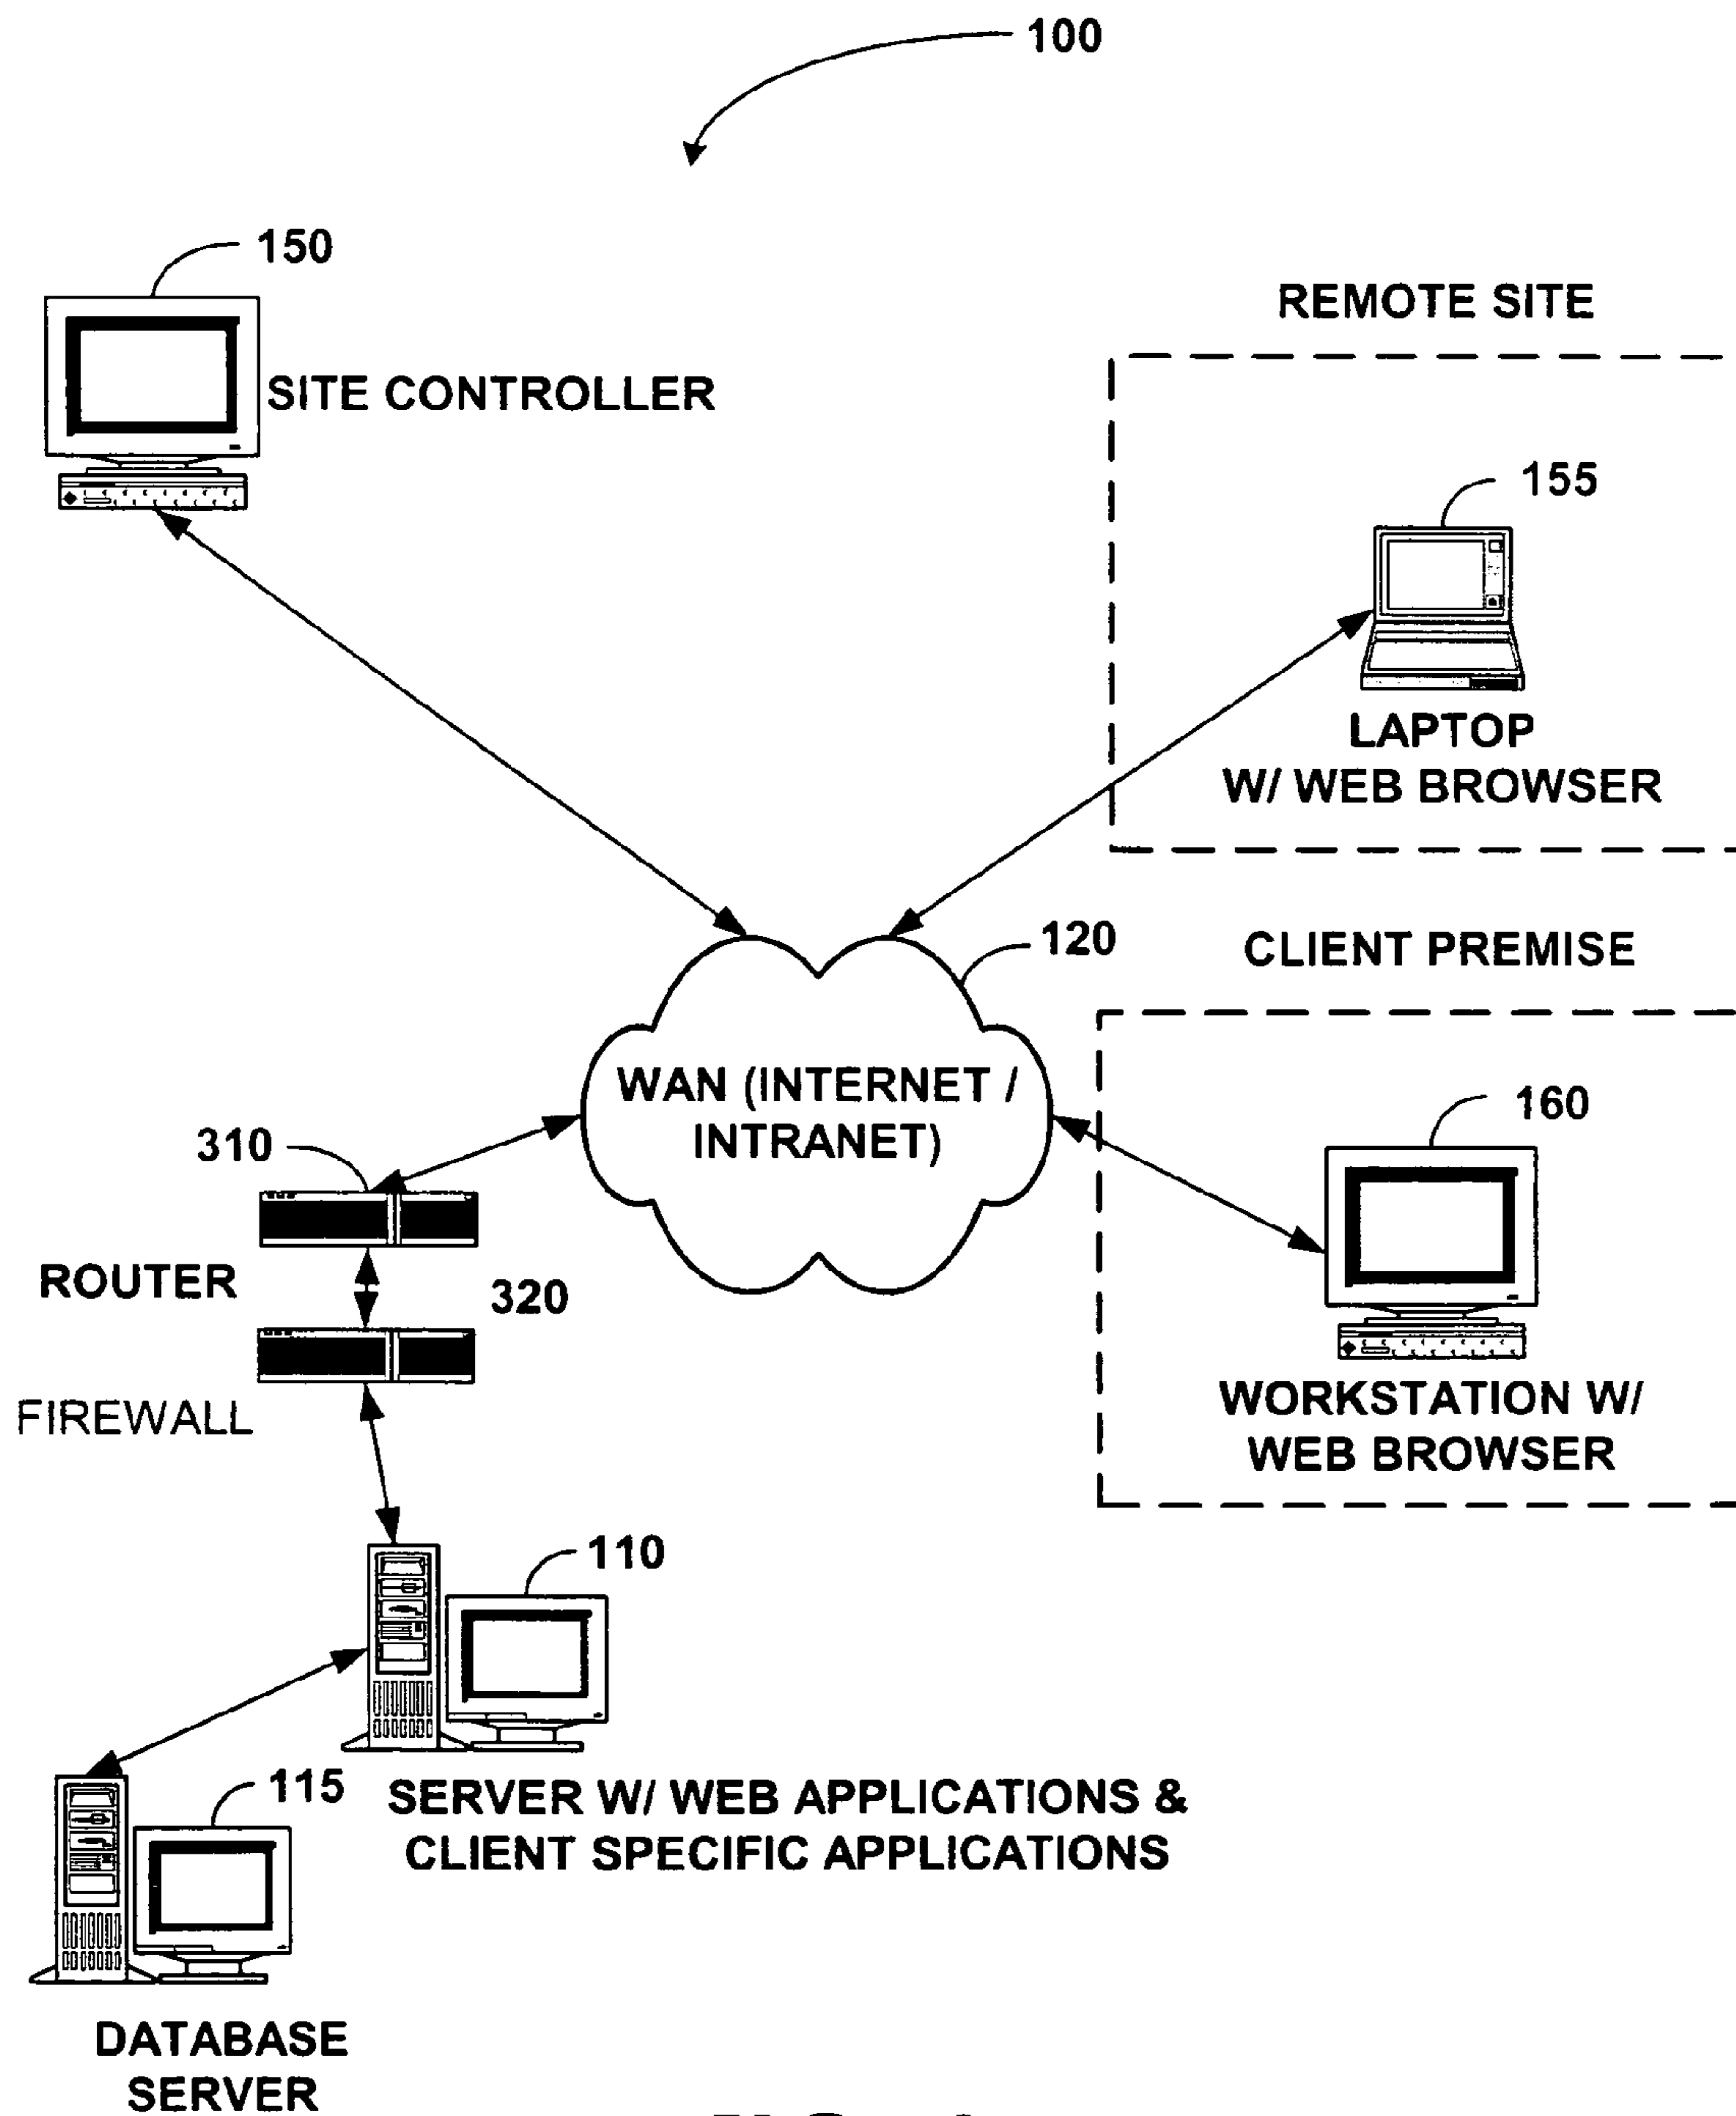 100
150
SITE CONTROLLER
REMOTE SITE
155
LAPTOP
W/ WEB BROWSER
120
CLIENT PREMISE
WAN (INTERNET /
INTRANET)
160
WORKSTATION W/
WEB BROWSER
310
ROUTER
320
FIREWALL
110
SERVER W/ WEB APPLICATIONS &
CLIENT SPECIFIC APPLICATIONS
115
DATABASE
SERVER